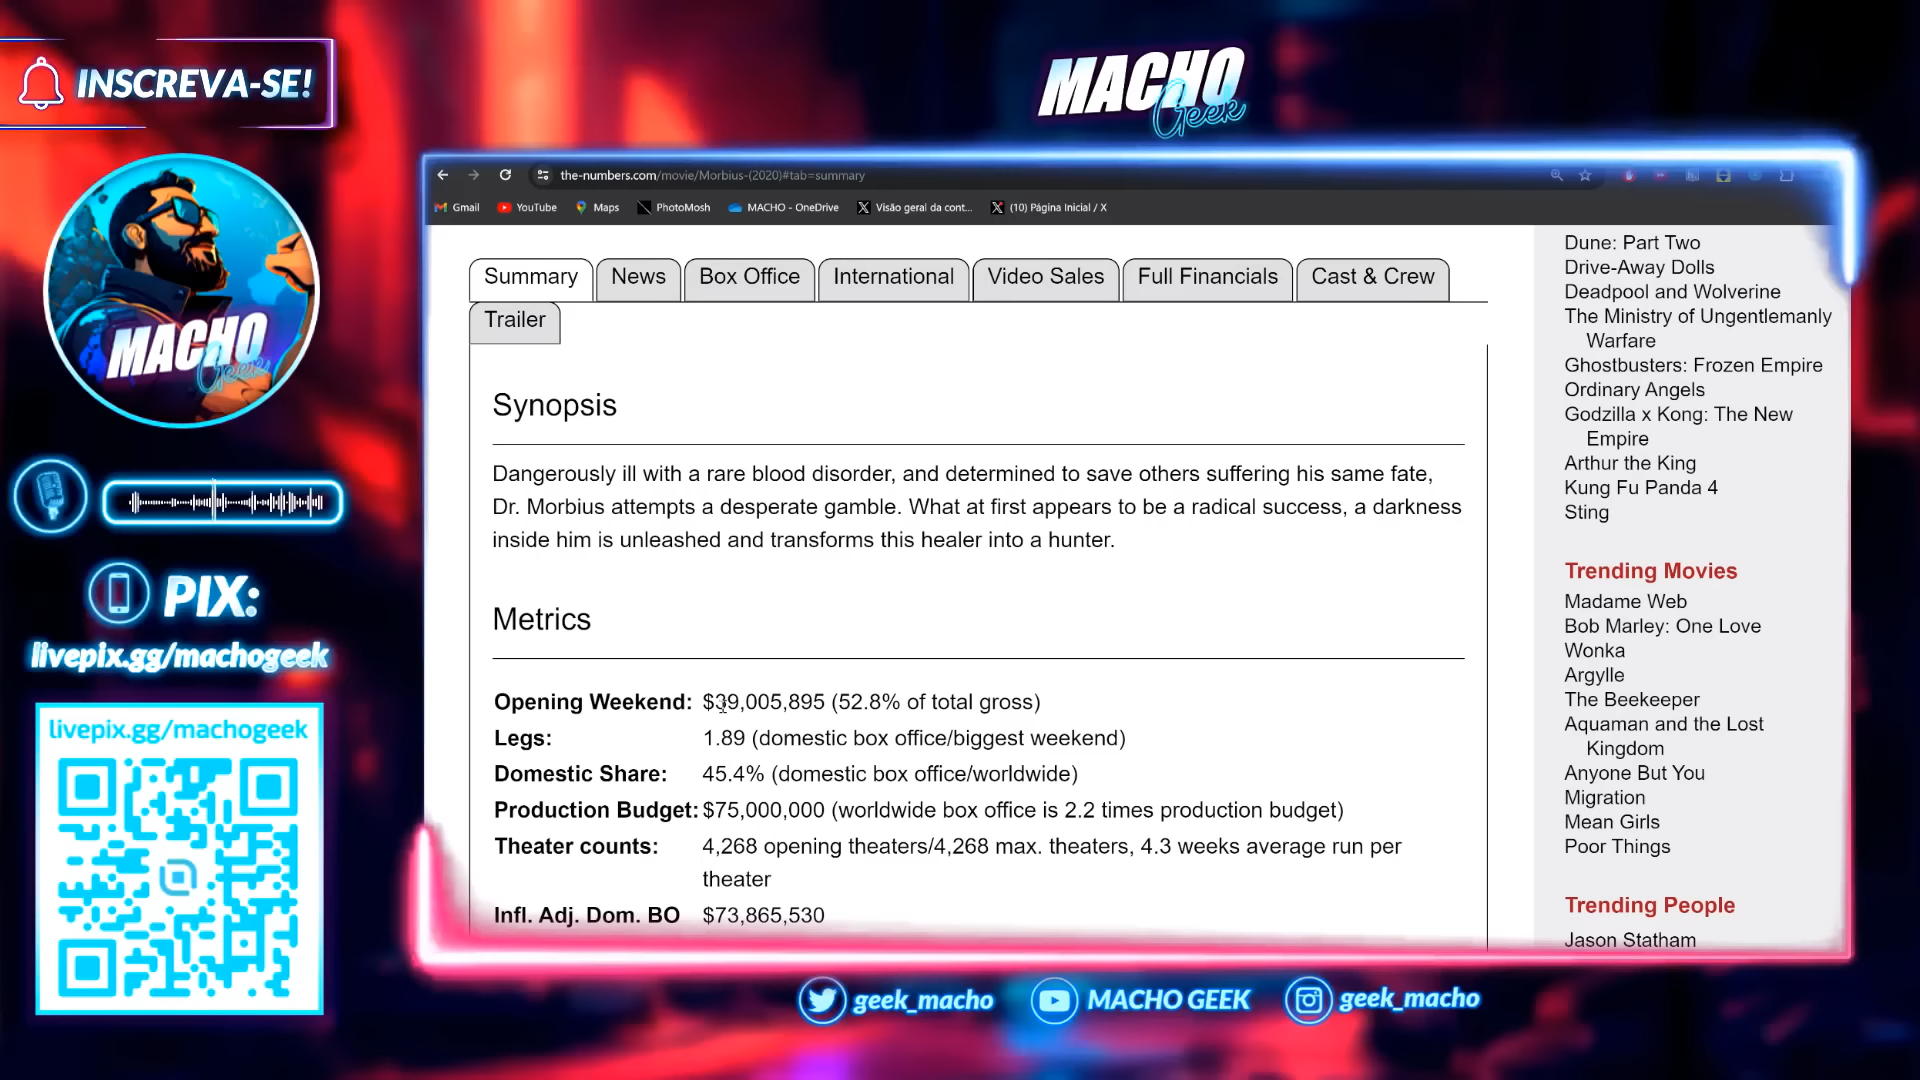 INSCREVA-SE!
MACHO
Geek
MACHO
Geek
PIX:
livepix.gg/machogeek
livepix.gg/machogeek
the-numbers.com/movie/Morbius-(2020)#tab=summary
Gmail
YouTube
Maps
PhotoMosh
MACHO - OneDrive
Visão geral da cont...
(10) Página Inicial / X
Summary
News
Box Office
International
Video Sales
Full Financials
Cast & Crew
Trailer
Synopsis
Dangerously ill with a rare blood disorder, and determined to save others suffering his same fate,
Dr. Morbius attempts a desperate gamble. What at first appears to be a radical success, a darkness
inside him is unleashed and transforms this healer into a hunter.
Metrics
Opening Weekend: $39,005,895 (52.8% of total gross)
Legs: 1.89 (domestic box office/biggest weekend)
Domestic Share: 45.4% (domestic box office/worldwide)
Production Budget: $75,000,000 (worldwide box office is 2.2 times production budget)
Theater counts: 4,268 opening theaters/4,268 max. theaters, 4.3 weeks average run per
theater
Infl. Adj. Dom. BO $73,865,530
Dune: Part Two
Drive-Away Dolls
Deadpool and Wolverine
The Ministry of Ungentlemanly
Warfare
Ghostbusters: Frozen Empire
Ordinary Angels
Godzilla x Kong: The New
Empire
Arthur the King
Kung Fu Panda 4
Sting
Trending Movies
Madame Web
Bob Marley: One Love
Wonka
Argylle
The Beekeeper
Aquaman and the Lost
Kingdom
Anyone But You
Migration
Mean Girls
Poor Things
Trending People
Jason Statham
geek_macho
MACHO GEEK
geek_macho